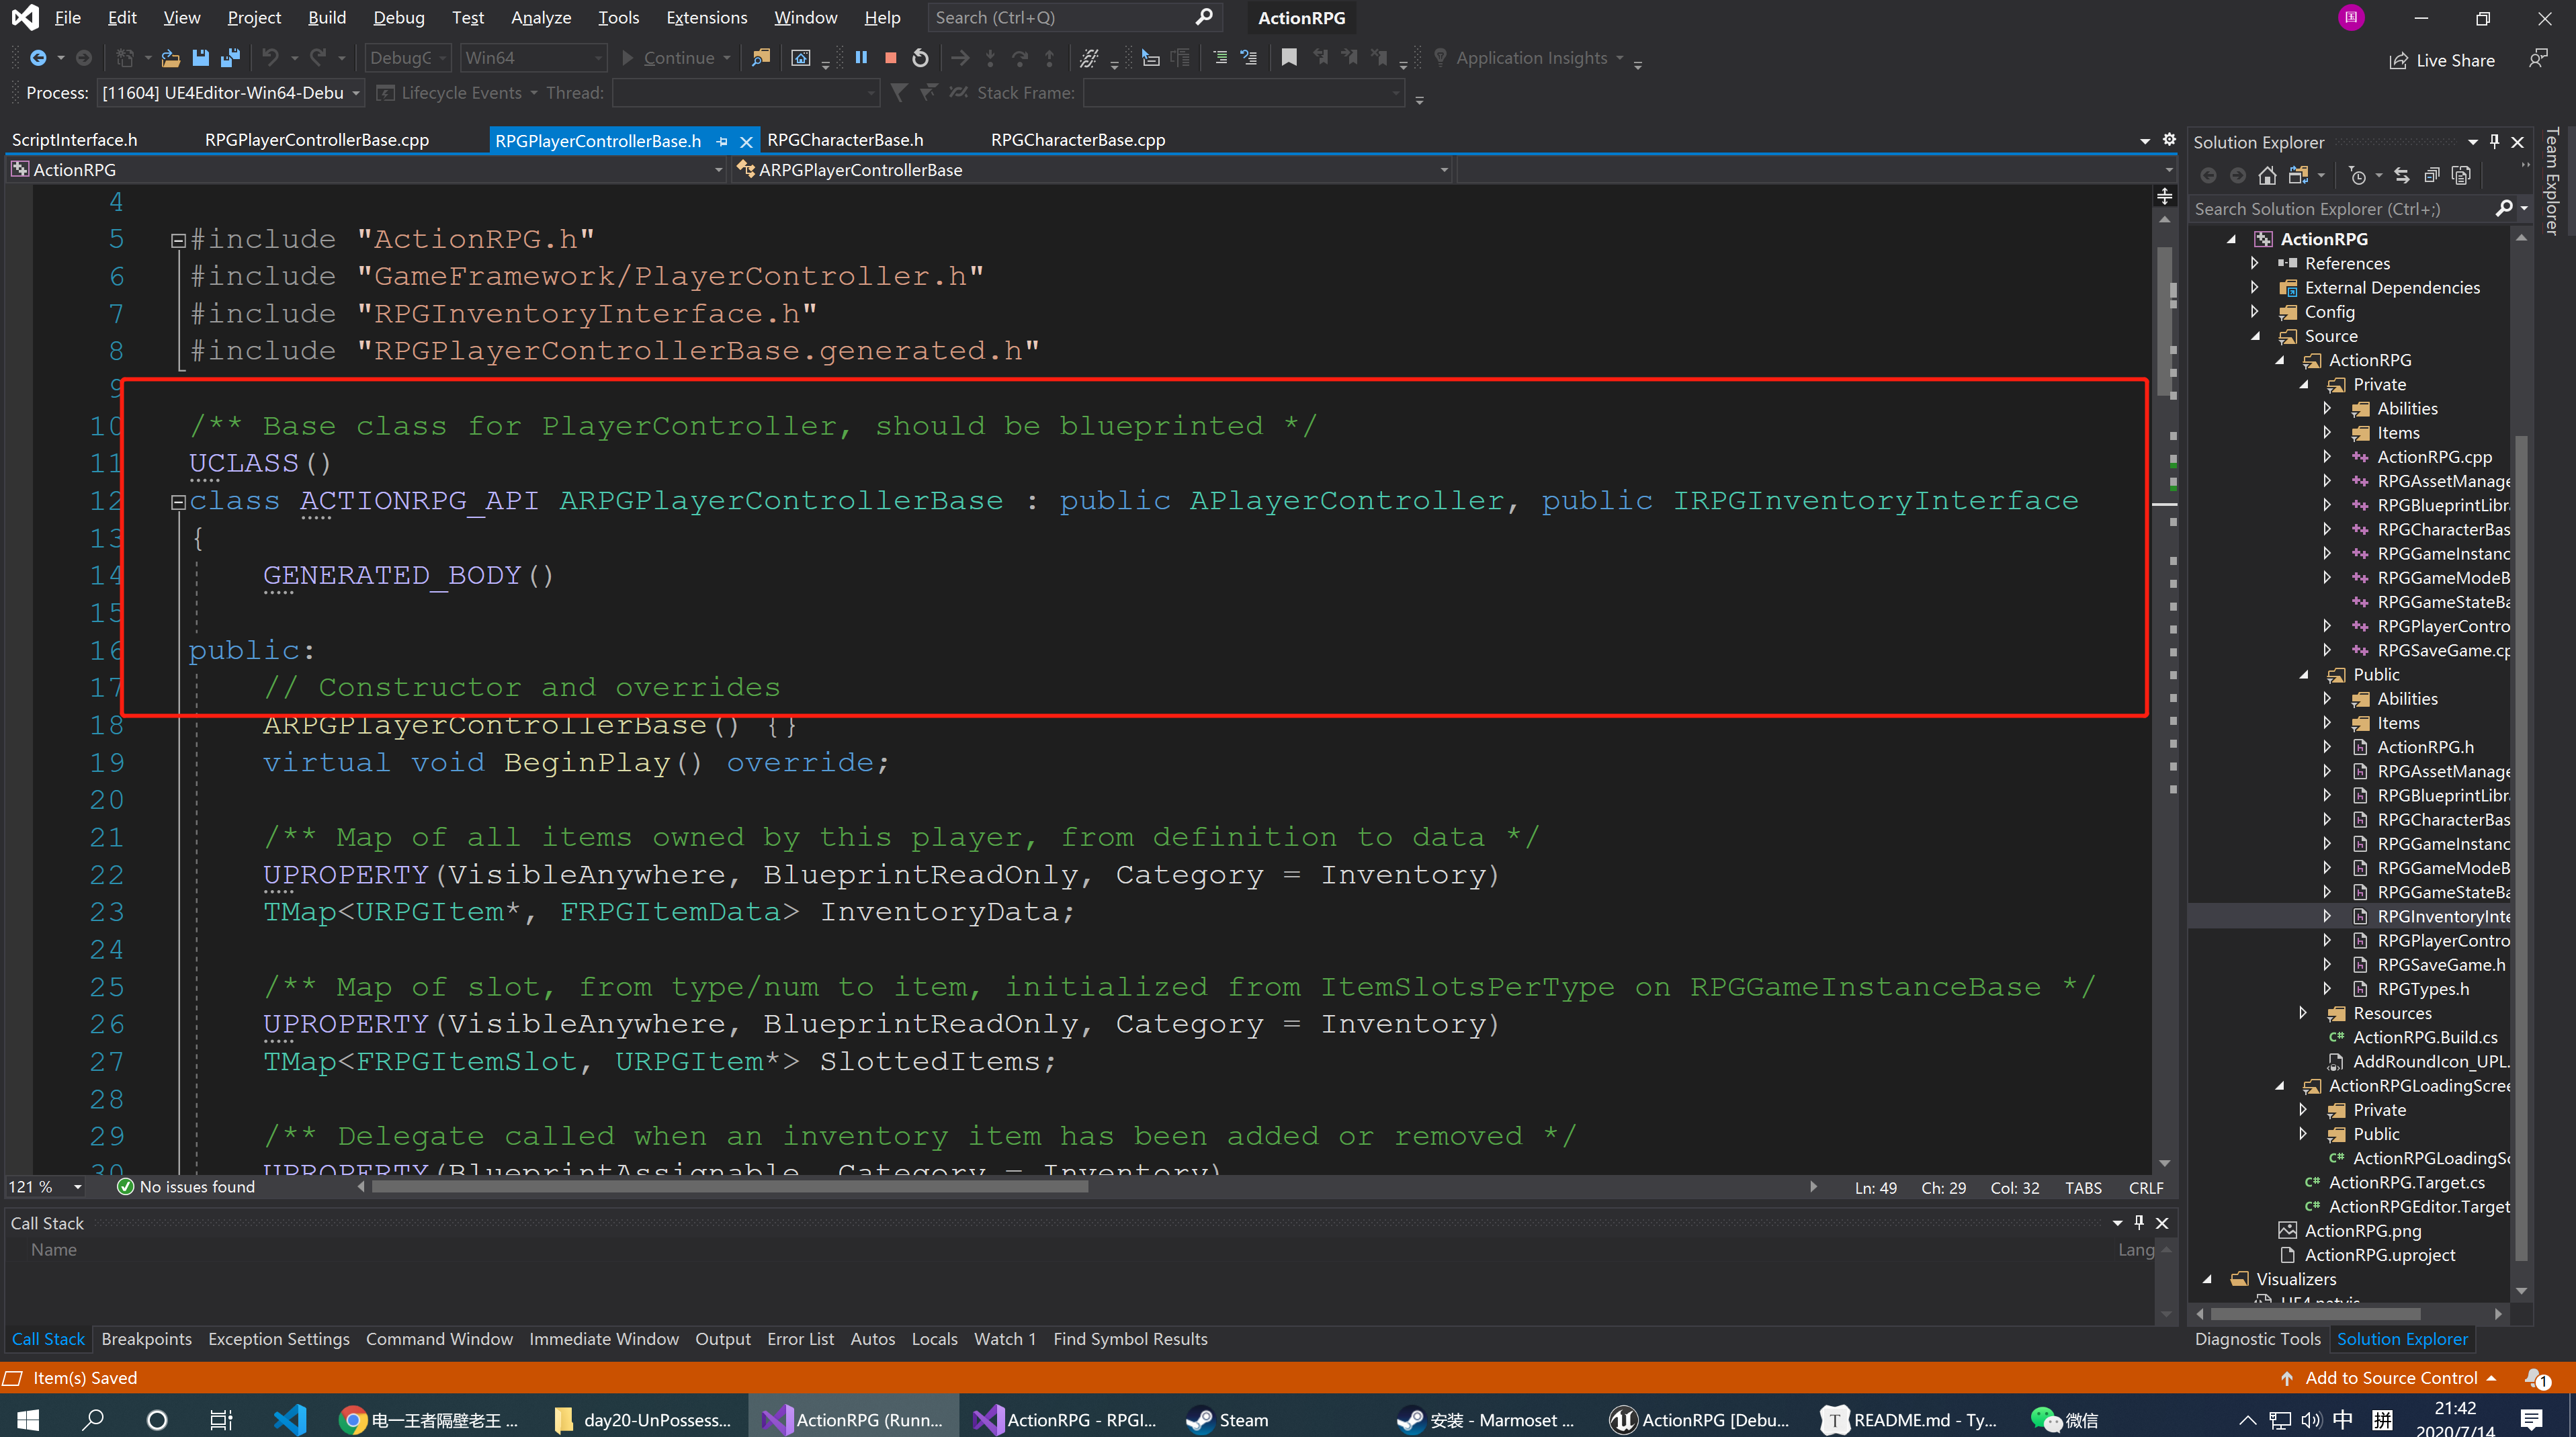 File Edit View Project Build Debug Test Analyze Tools Extensions Window Help Search (Ctrl+Q) ActionRPG 国
DebugG Win64 Continue Application Insights Live Share
Process: [11604] UE4Editor-Win64-Debu Lifecycle Events Thread: Stack Frame:
ScriptInterface.h RPGPlayerControllerBase.cpp RPGPlayerControllerBase.h RPGCharacterBase.h RPGCharacterBase.cpp
ActionRPG ARPGPlayerControllerBase
4
5 #include "ActionRPG.h"
6 #include "GameFramework/PlayerController.h"
7 #include "RPGInventoryInterface.h"
8 #include "RPGPlayerControllerBase.generated.h"
9
10 /** Base class for PlayerController, should be blueprinted */
11 UCLASS()
12 class ACTIONRPG_API ARPGPlayerControllerBase : public APlayerController, public IRPGInventoryInterface
13 {
14 GENERATED_BODY()
15
16 public:
17 // Constructor and overrides
18 ARPGPlayerControllerBase() {}
19 virtual void BeginPlay() override;
20
21 /** Map of all items owned by this player, from definition to data */
22 UPROPERTY(VisibleAnywhere, BlueprintReadOnly, Category = Inventory)
23 TMap<URPGItem*, FRPGItemData> InventoryData;
24
25 /** Map of slot, from type/num to item, initialized from ItemSlotsPerType on RPGGameInstanceBase */
26 UPROPERTY(VisibleAnywhere, BlueprintReadOnly, Category = Inventory)
27 TMap<FRPGItemSlot, URPGItem*> SlottedItems;
28
29 /** Delegate called when an inventory item has been added or removed */
30 UPROPERTY(BlueprintAssignable, Category = Inventory)
121 % No issues found Ln: 49 Ch: 29 Col: 32 TABS CRLF
Call Stack
Name Lang
Call Stack Breakpoints Exception Settings Command Window Immediate Window Output Error List Autos Locals Watch 1 Find Symbol Results
Solution Explorer
Search Solution Explorer (Ctrl+;)
ActionRPG
References
External Dependencies
Config
Source
ActionRPG
Private
Abilities
Items
ActionRPG.cpp
RPGAssetManage
RPGBlueprintLibr
RPGCharacterBas
RPGGameInstanc
RPGGameModeB
RPGGameStateBa
RPGPlayerContro
RPGSaveGame.cp
Public
Abilities
Items
ActionRPG.h
RPGAssetManage
RPGBlueprintLibr
RPGCharacterBas
RPGGameInstanc
RPGGameModeB
RPGGameStateBa
RPGInventoryInte
RPGPlayerContro
RPGSaveGame.h
RPGTypes.h
Resources
ActionRPG.Build.cs
AddRoundIcon_UPL.
ActionRPGLoadingScree
Private
Public
ActionRPGLoadingSc
ActionRPG.Target.cs
ActionRPGEditor.Target
ActionRPG.png
ActionRPG.uproject
Visualizers
UE4.natvis
Diagnostic Tools Solution Explorer
Team Explorer
Item(s) Saved Add to Source Control 1
电一王者隔壁老王 ... day20-UnPossess... ActionRPG (Runn... ActionRPG - RPGI... Steam 安装 - Marmoset ... ActionRPG [Debu... README.md - Ty... 微信 中 拼 21:42
2020/7/14